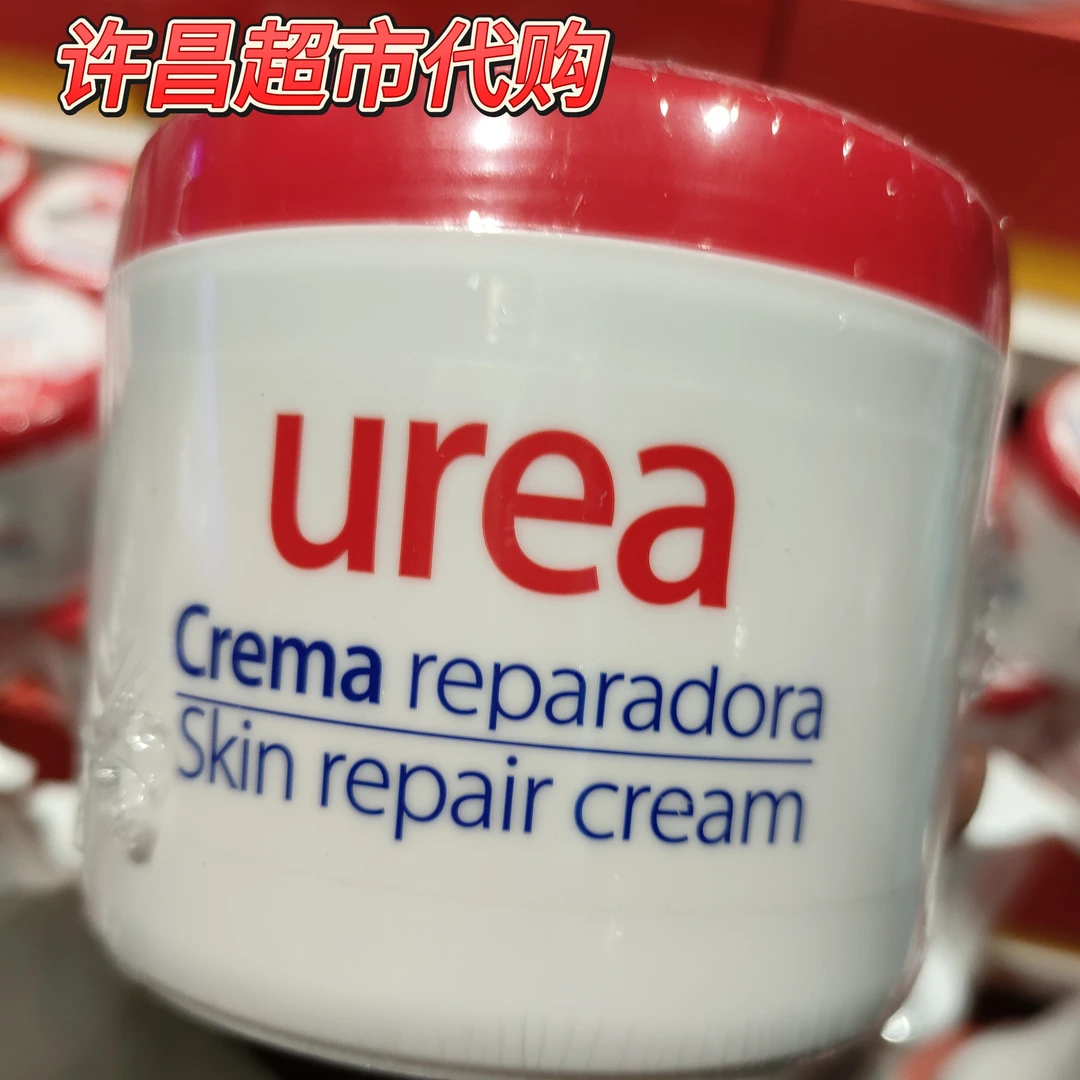 许昌超市代购
urea
Crema reparadora
Skin repair cream